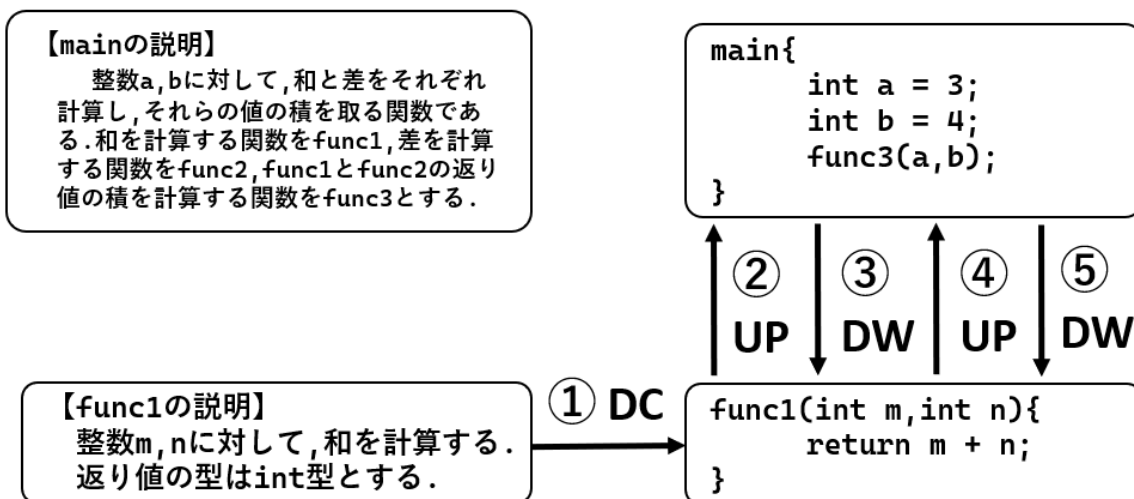 【mainの説明】
整数a,bに対して,和と差をそれぞれ
計算し,それらの値の積を取る関数であ
る.和を計算する関数をfunc1,差を計算
する関数をfunc2,func1とfunc2の返り
値の積を計算する関数をfunc3とする.
main{
int a = 3;
int b = 4;
func3(a,b);
}
② UP
③ DW
④ UP
⑤ DW
【func1の説明】
整数m,nに対して,和を計算する.
返り値の型はint型とする.
① DC
func1(int m,int n){
return m + n;
}